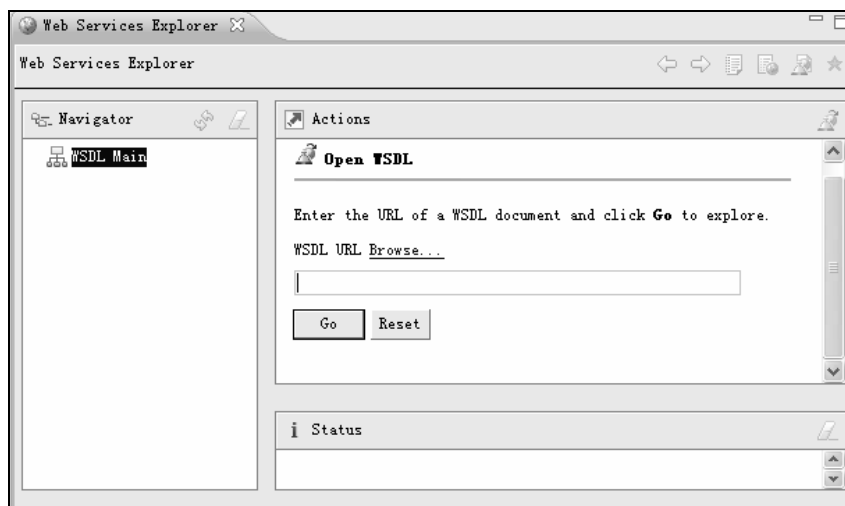 Web Services Explorer
Web Services Explorer
Navigator
WSDL Main
Actions
Open WSDL
Enter the URL of a WSDL document and click Go to explore.
WSDL URL Browse...
Go Reset
Status